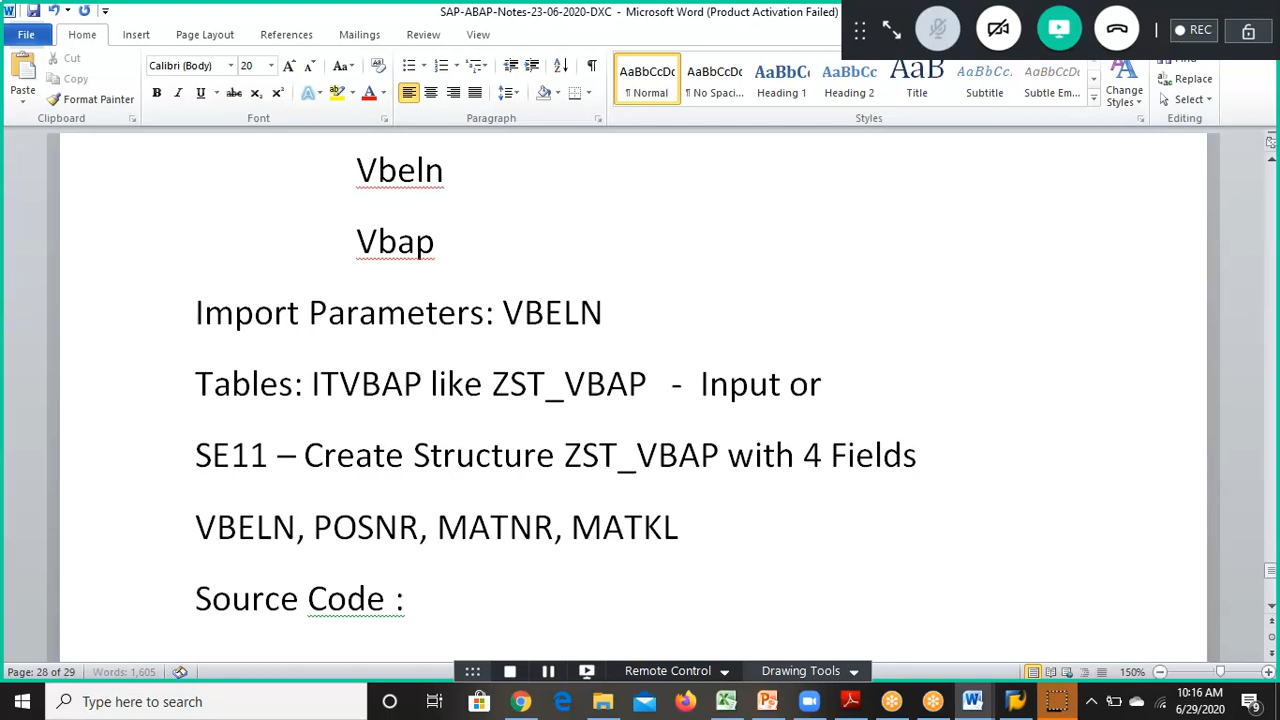 SAP-ABAP-Notes-23-06-2020-DXC - Microsoft Word (Product Activation Failed)
File Home Insert Page Layout References Mailings Review View
REC
Cut
Copy
Format Painter
Paste
Clipboard
Calibri (Body) 20
Font
Paragraph
AaBbCcDc AaBbCcDc AaBbCc AaBbCc AaB AaBbCcD AaBbCcDc
¶ Normal ¶ No Spaci... Heading 1 Heading 2 Title Subtitle Subtle Em...
Change Styles
Styles
Replace
Select
Editing
Vbeln
Vbap
Import Parameters: VBELN
Tables: ITVBAP like ZST_VBAP - Input or
SE11 – Create Structure ZST_VBAP with 4 Fields
VBELN, POSNR, MATNR, MATKL
Source Code :
Page: 28 of 29 Words: 1,605 150%
Remote Control Drawing Tools
Type here to search
10:16 AM
6/29/2020
9